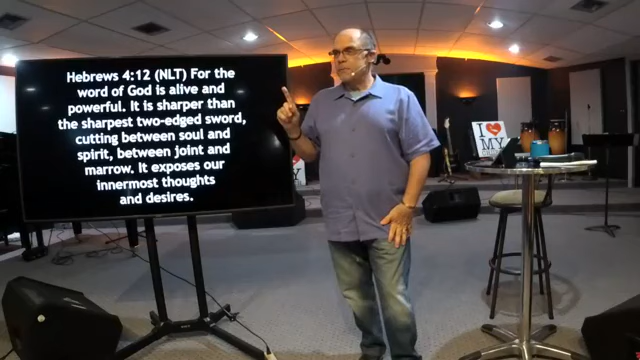 Hebrews 4:12 (NLT) For the
word of God is alive and
powerful. It is sharper than
the sharpest two-edged sword,
cutting between soul and
spirit, between joint and
marrow. It exposes our
innermost thoughts
and desires.
I
MY
MY